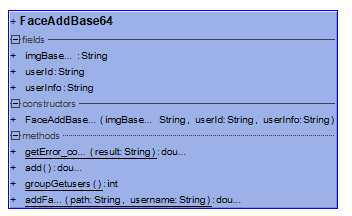 + FaceAddBase64
fields
+ imgBase... : String
+ userId: String
+ userInfo: String
constructors
+ FaceAddBase... ( imgBase... String, userId: String, userInfo: String)
methods
+ getError_co... (result: String) : dou...
+ add () : dou...
+ groupGetusers () : int
+ addFa... (path: String, username: String) : dou...